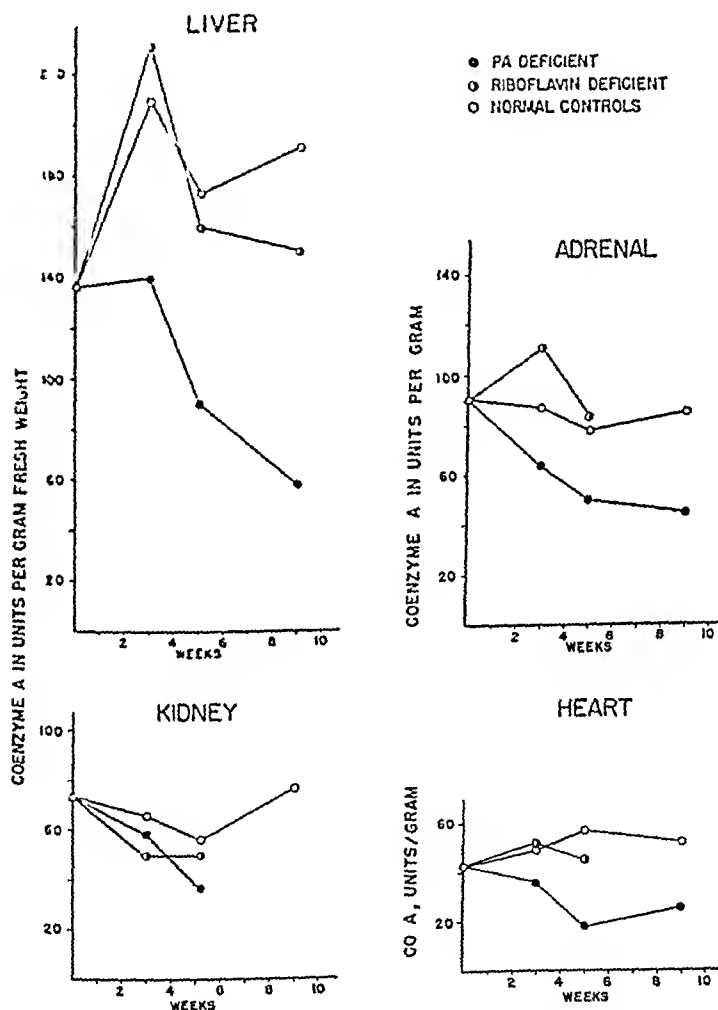 LIVER
PA DEFICIENT
RIBOFLAVIN DEFICIENT
NORMAL CONTROLS
COENZYME A IN UNITS PER GRAM FRESH WEIGHT
180
140
100
60
20
2 4 6 8 10
WEEKS
ADRENAL
COENZYME A IN UNITS PER GRAM
140
100
60
20
2 4 6 8 10
WEEKS
KIDNEY
100
60
20
2 4 6 8 10
WEEKS
HEART
CO A, UNITS/GRAM
60
20
2 4 6 8 10
WEEKS